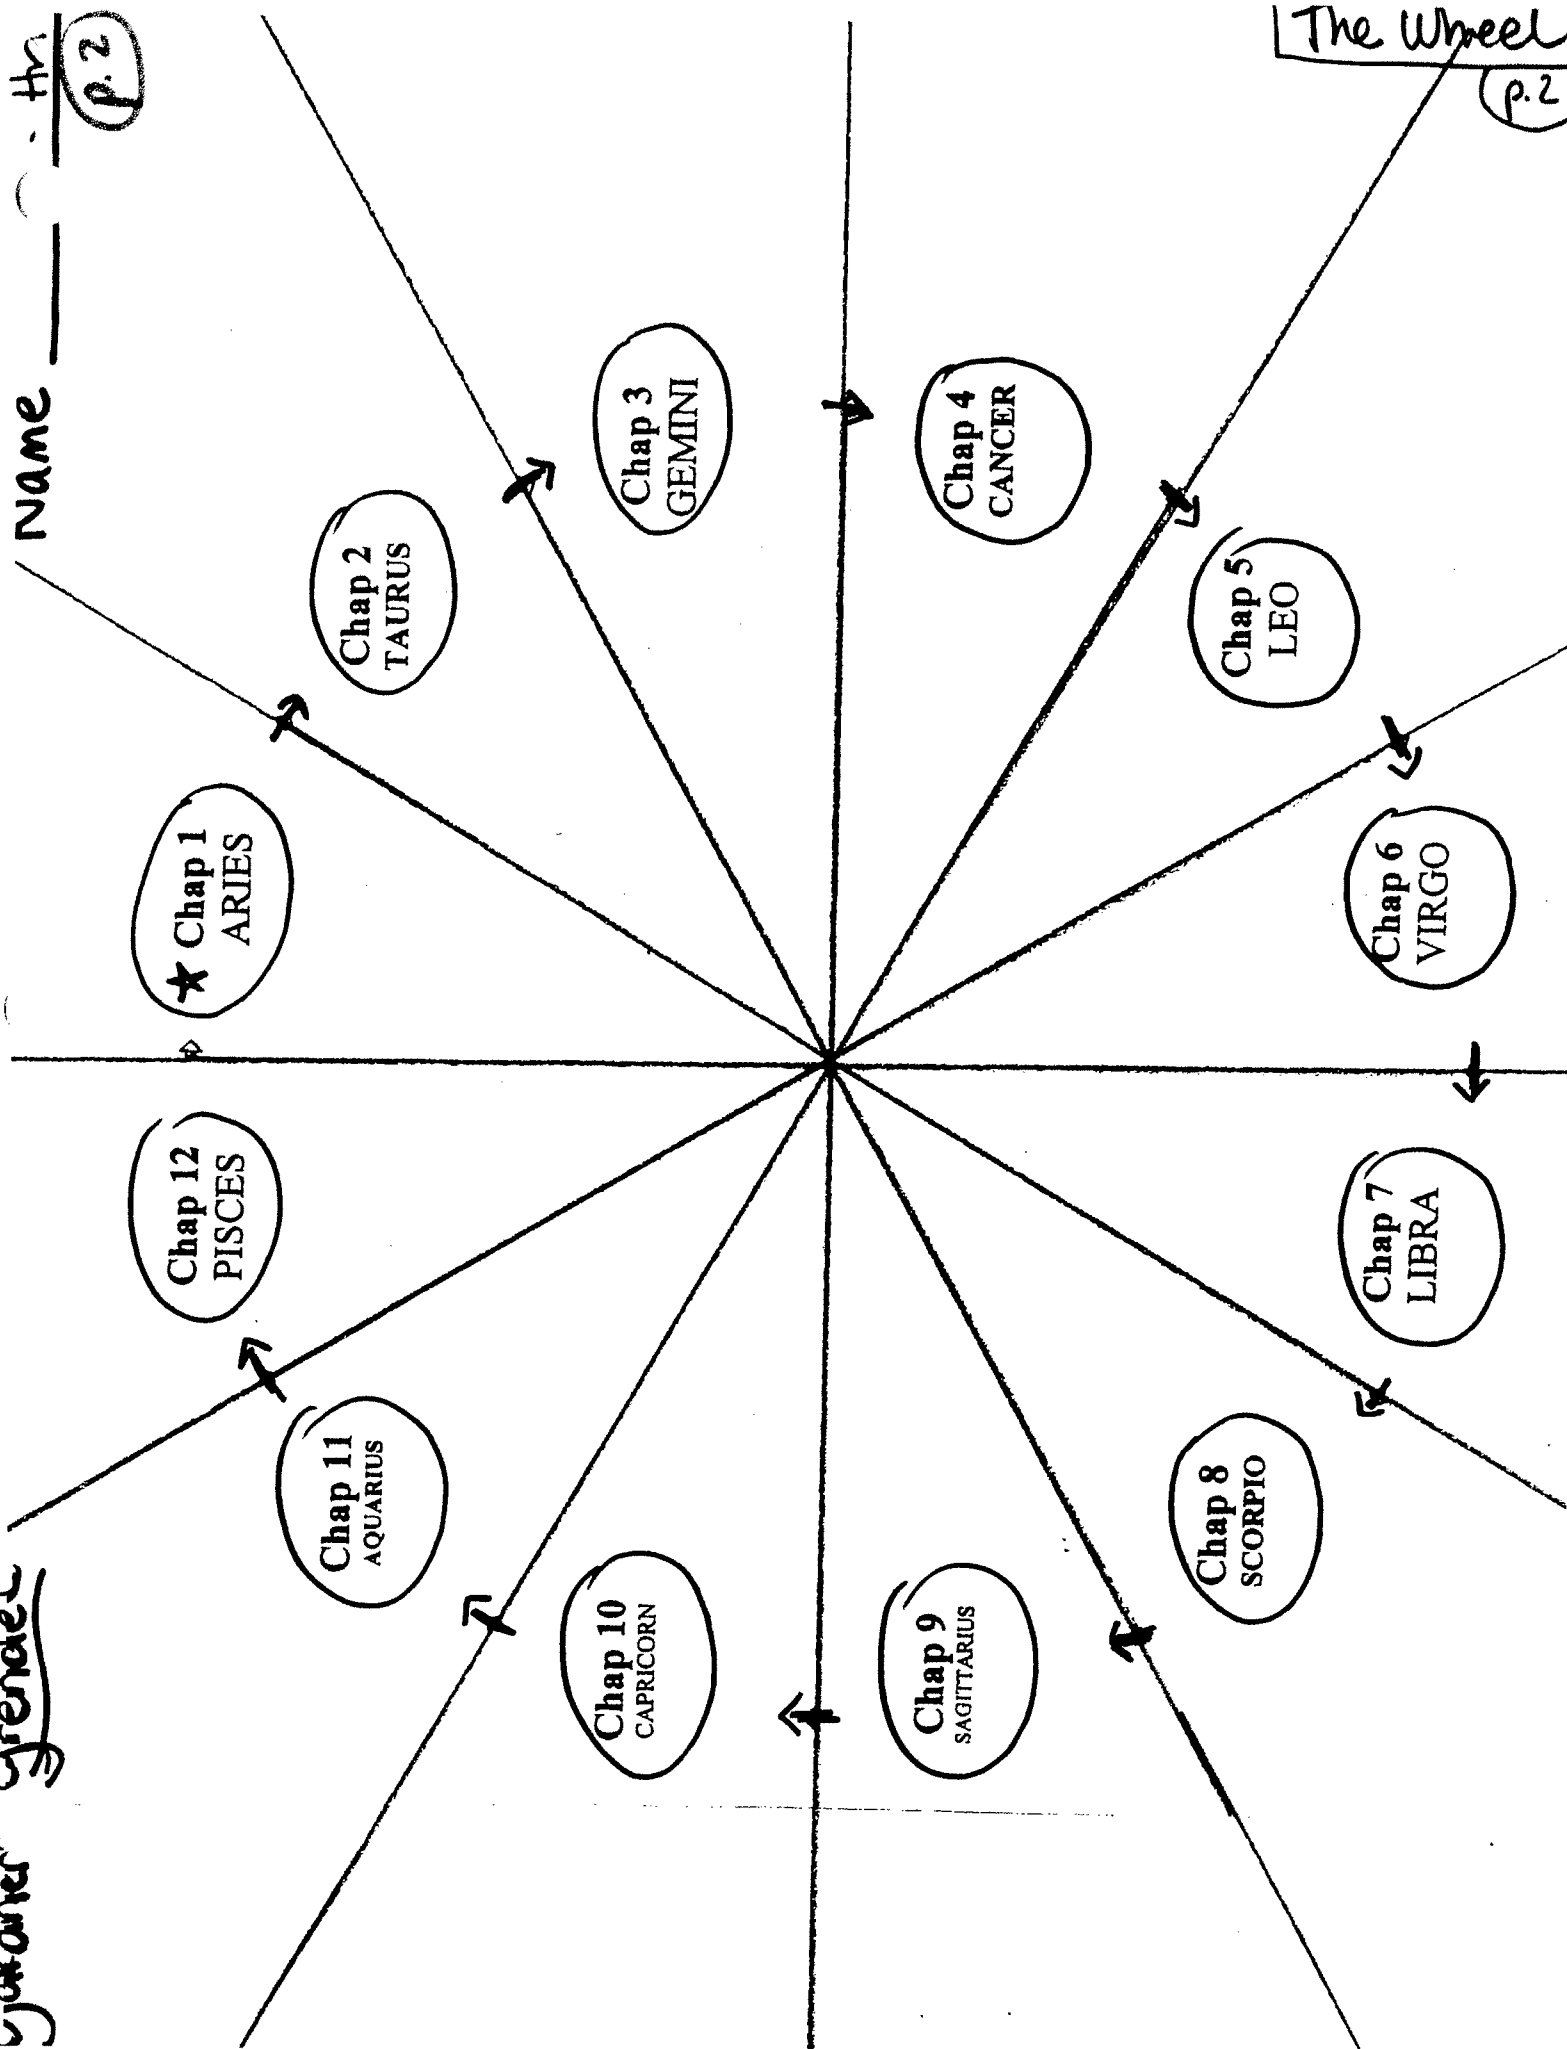 Grendel
Name
Hr.
p. 2
The Wheel
p. 2
★ Chap 1
ARIES
Chap 2
TAURUS
Chap 3
GEMINI
Chap 4
CANCER
Chap 5
LEO
Chap 6
VIRGO
Chap 7
LIBRA
Chap 8
SCORPIO
Chap 9
SAGITTARIUS
Chap 10
CAPRICORN
Chap 11
AQUARIUS
Chap 12
PISCES